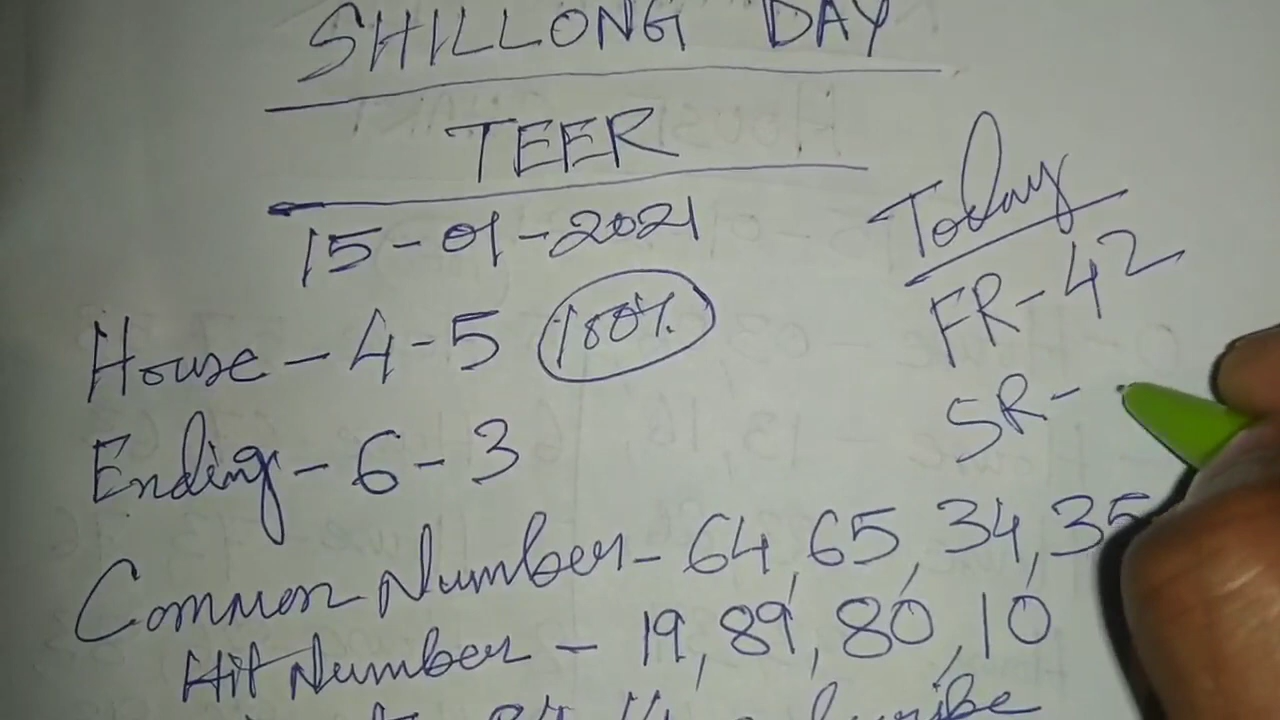 SHILLONG DAY
TEER
15-01-2021
House - 4-5 100%
Ending - 6-3
Common Number - 64, 65, 34, 35
Hit Number - 19, 89, 80, 10
Today
FR - 42
SR -